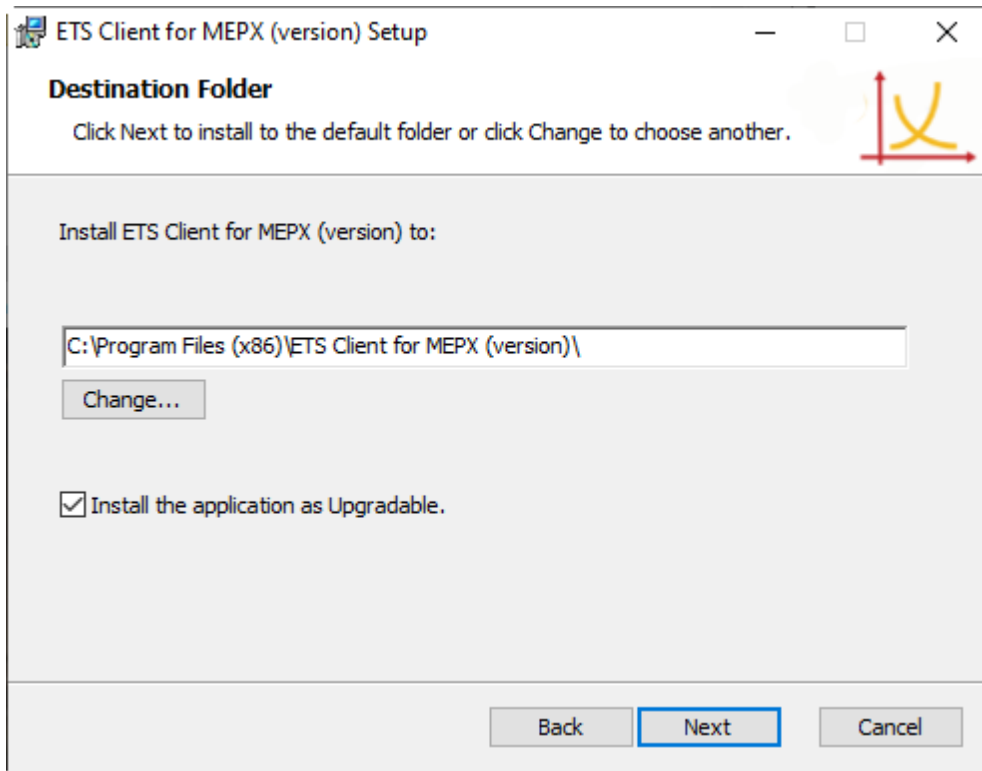 ETS Client for MEPX (version) Setup
Destination Folder
Click Next to install to the default folder or click Change to choose another.
Install ETS Client for MEPX (version) to:
C:\Program Files (x86)\ETS Client for MEPX (version)\
Change...
Install the application as Upgradable.
Back Next Cancel